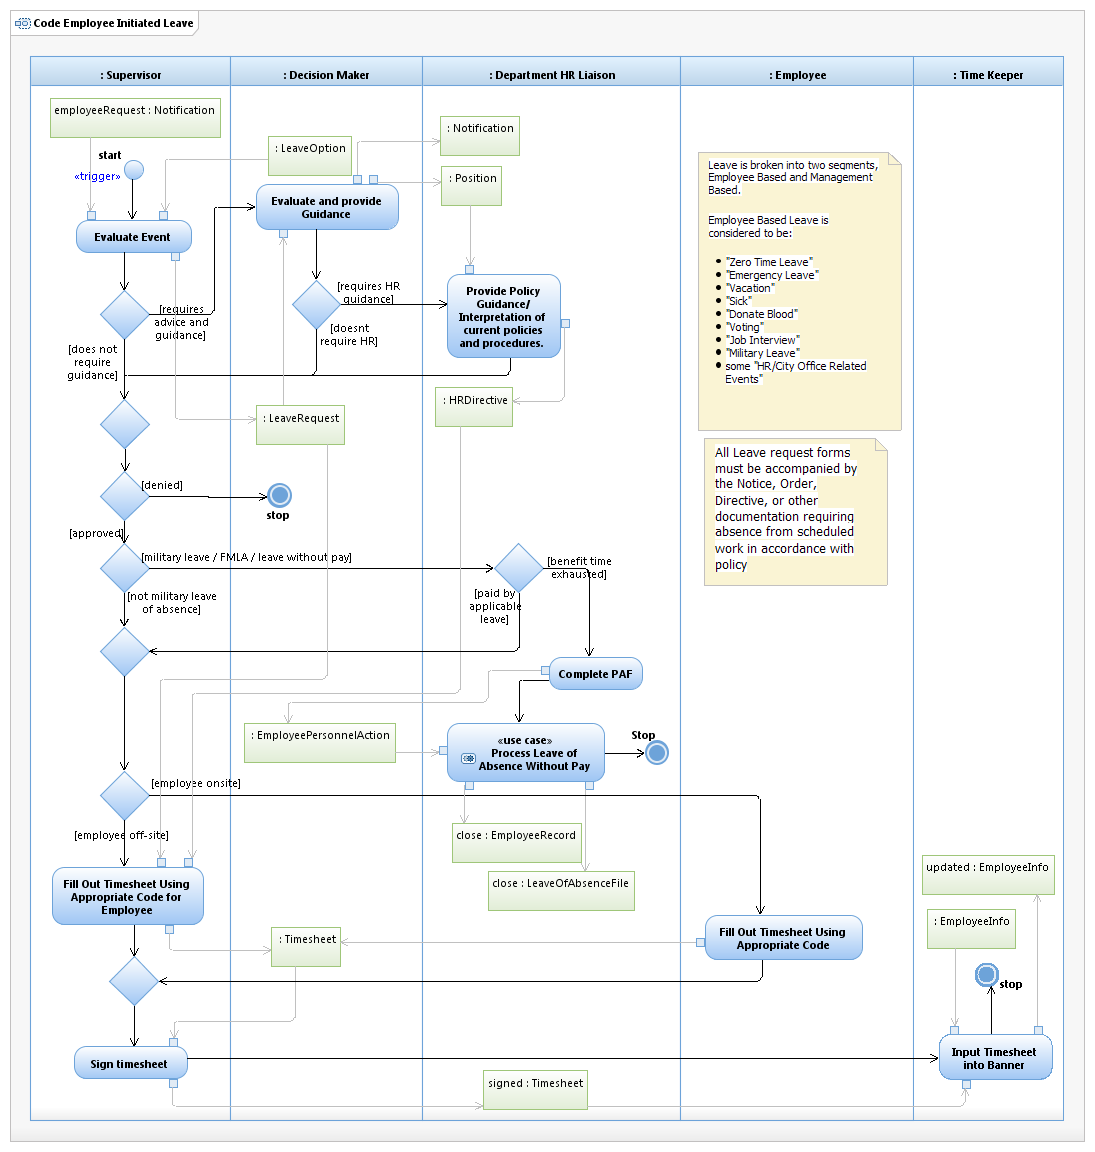 Code Employee Initiated Leave
: Supervisor
: Decision Maker
: Department HR Liaison
: Employee
: Time Keeper
employeeRequest : Notification
start
«trigger»
: LeaveOption
: Notification
: Position
Evaluate Event
Evaluate and provide
Guidance
[requires
advice and
guidance]
[requires HR
guidance]
[doesnt
require HR]
Provide Policy
Guidance/
Interpretation of
current policies
and procedures.
[does not
require
guidance]
: LeaveRequest
: HRDirective
Leave is broken into two segments,
Employee Based and Management
Based.
Employee Based Leave is
considered to be:
• "Zero Time Leave"
• "Emergency Leave"
• "Vacation"
• "Sick"
• "Donate Blood"
• "Voting"
• "Job Interview"
• "Military Leave"
• some "HR/City Office Related
Events"
All Leave request forms
must be accompanied by
the Notice, Order,
Directive, or other
documentation requiring
absence from scheduled
work in accordance with
policy
[denied]
stop
[approved]
[military leave / FMLA / leave without pay]
[not military leave
of absence]
[benefit time
exhausted]
[paid by
applicable
leave]
Complete PAF
: EmployeePersonnelAction
«use case»
Process Leave of
Absence Without Pay
Stop
[employee onsite]
[employee off-site]
close : EmployeeRecord
close : LeaveOfAbsenceFile
Fill Out Timesheet Using
Appropriate Code for
Employee
: Timesheet
Fill Out Timesheet Using
Appropriate Code
updated : EmployeeInfo
: EmployeeInfo
stop
Sign timesheet
Input Timesheet
into Banner
signed : Timesheet